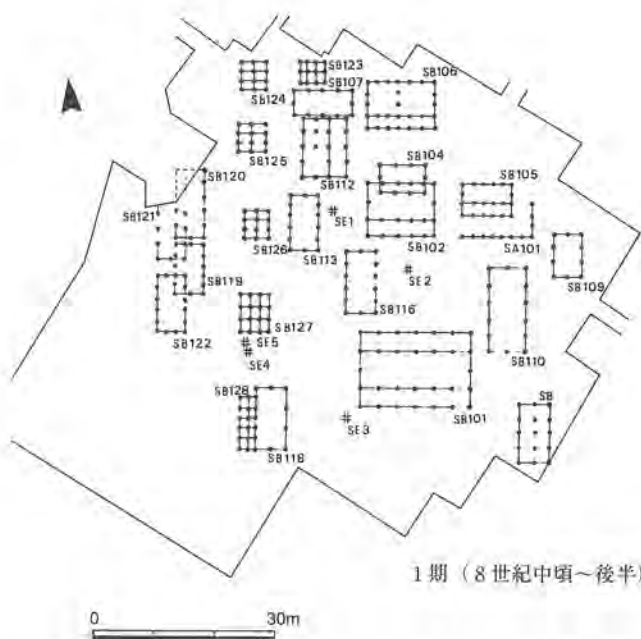 SB123
SB107
SB106
SB124
SB125
SB104
SB105
SB112
SB120
SB121
SE1
SA101
SB126
SB113
SB102
SB109
SB119
SE2
SB116
SB122
SB127
SB110
SE5
SE4
SB128
SB
SE3
SB101
SB118
1期(8世紀中頃～後半)
0
30m